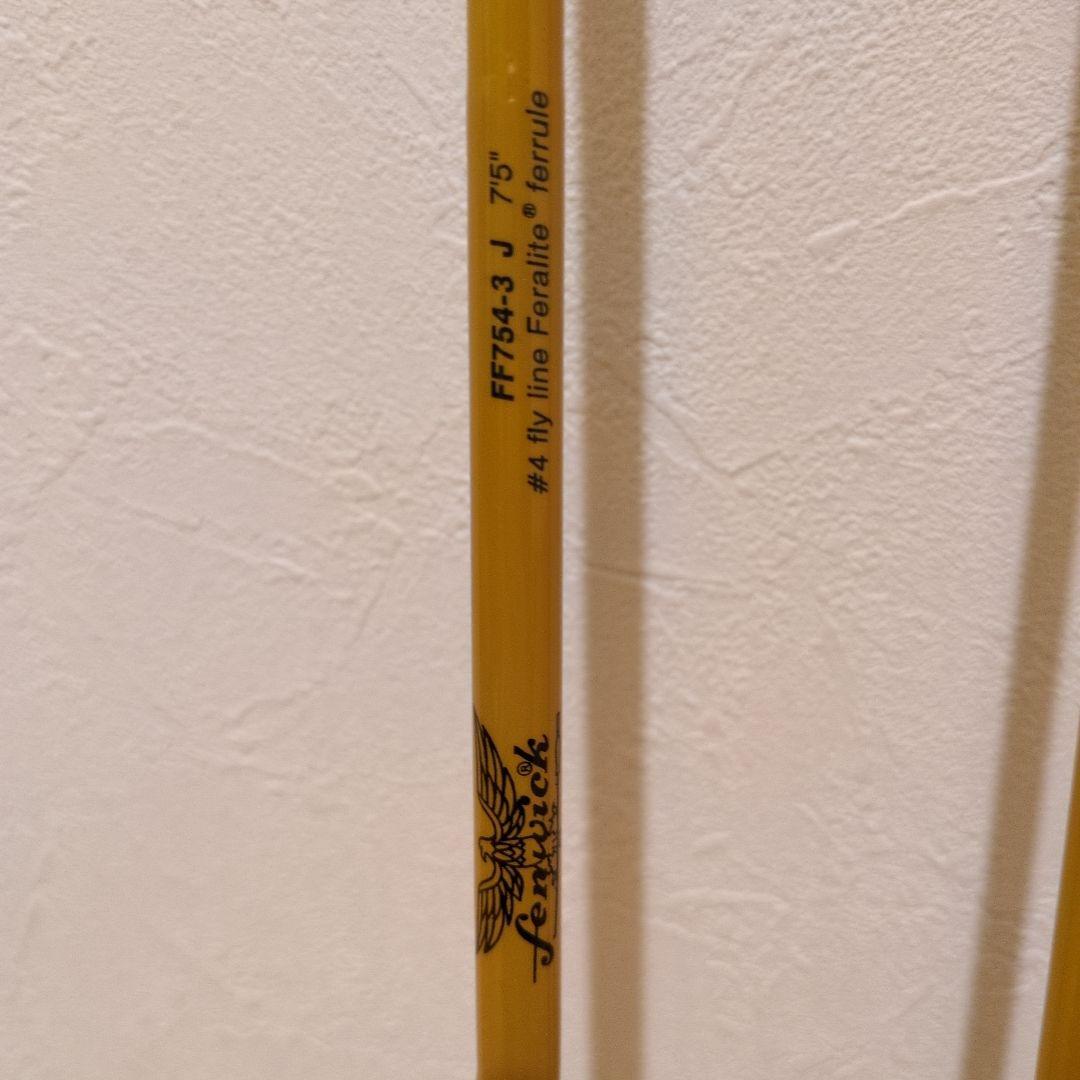 FF754-3 J 7'5"
#4 fly line Feralite® ferrule
fenwick®